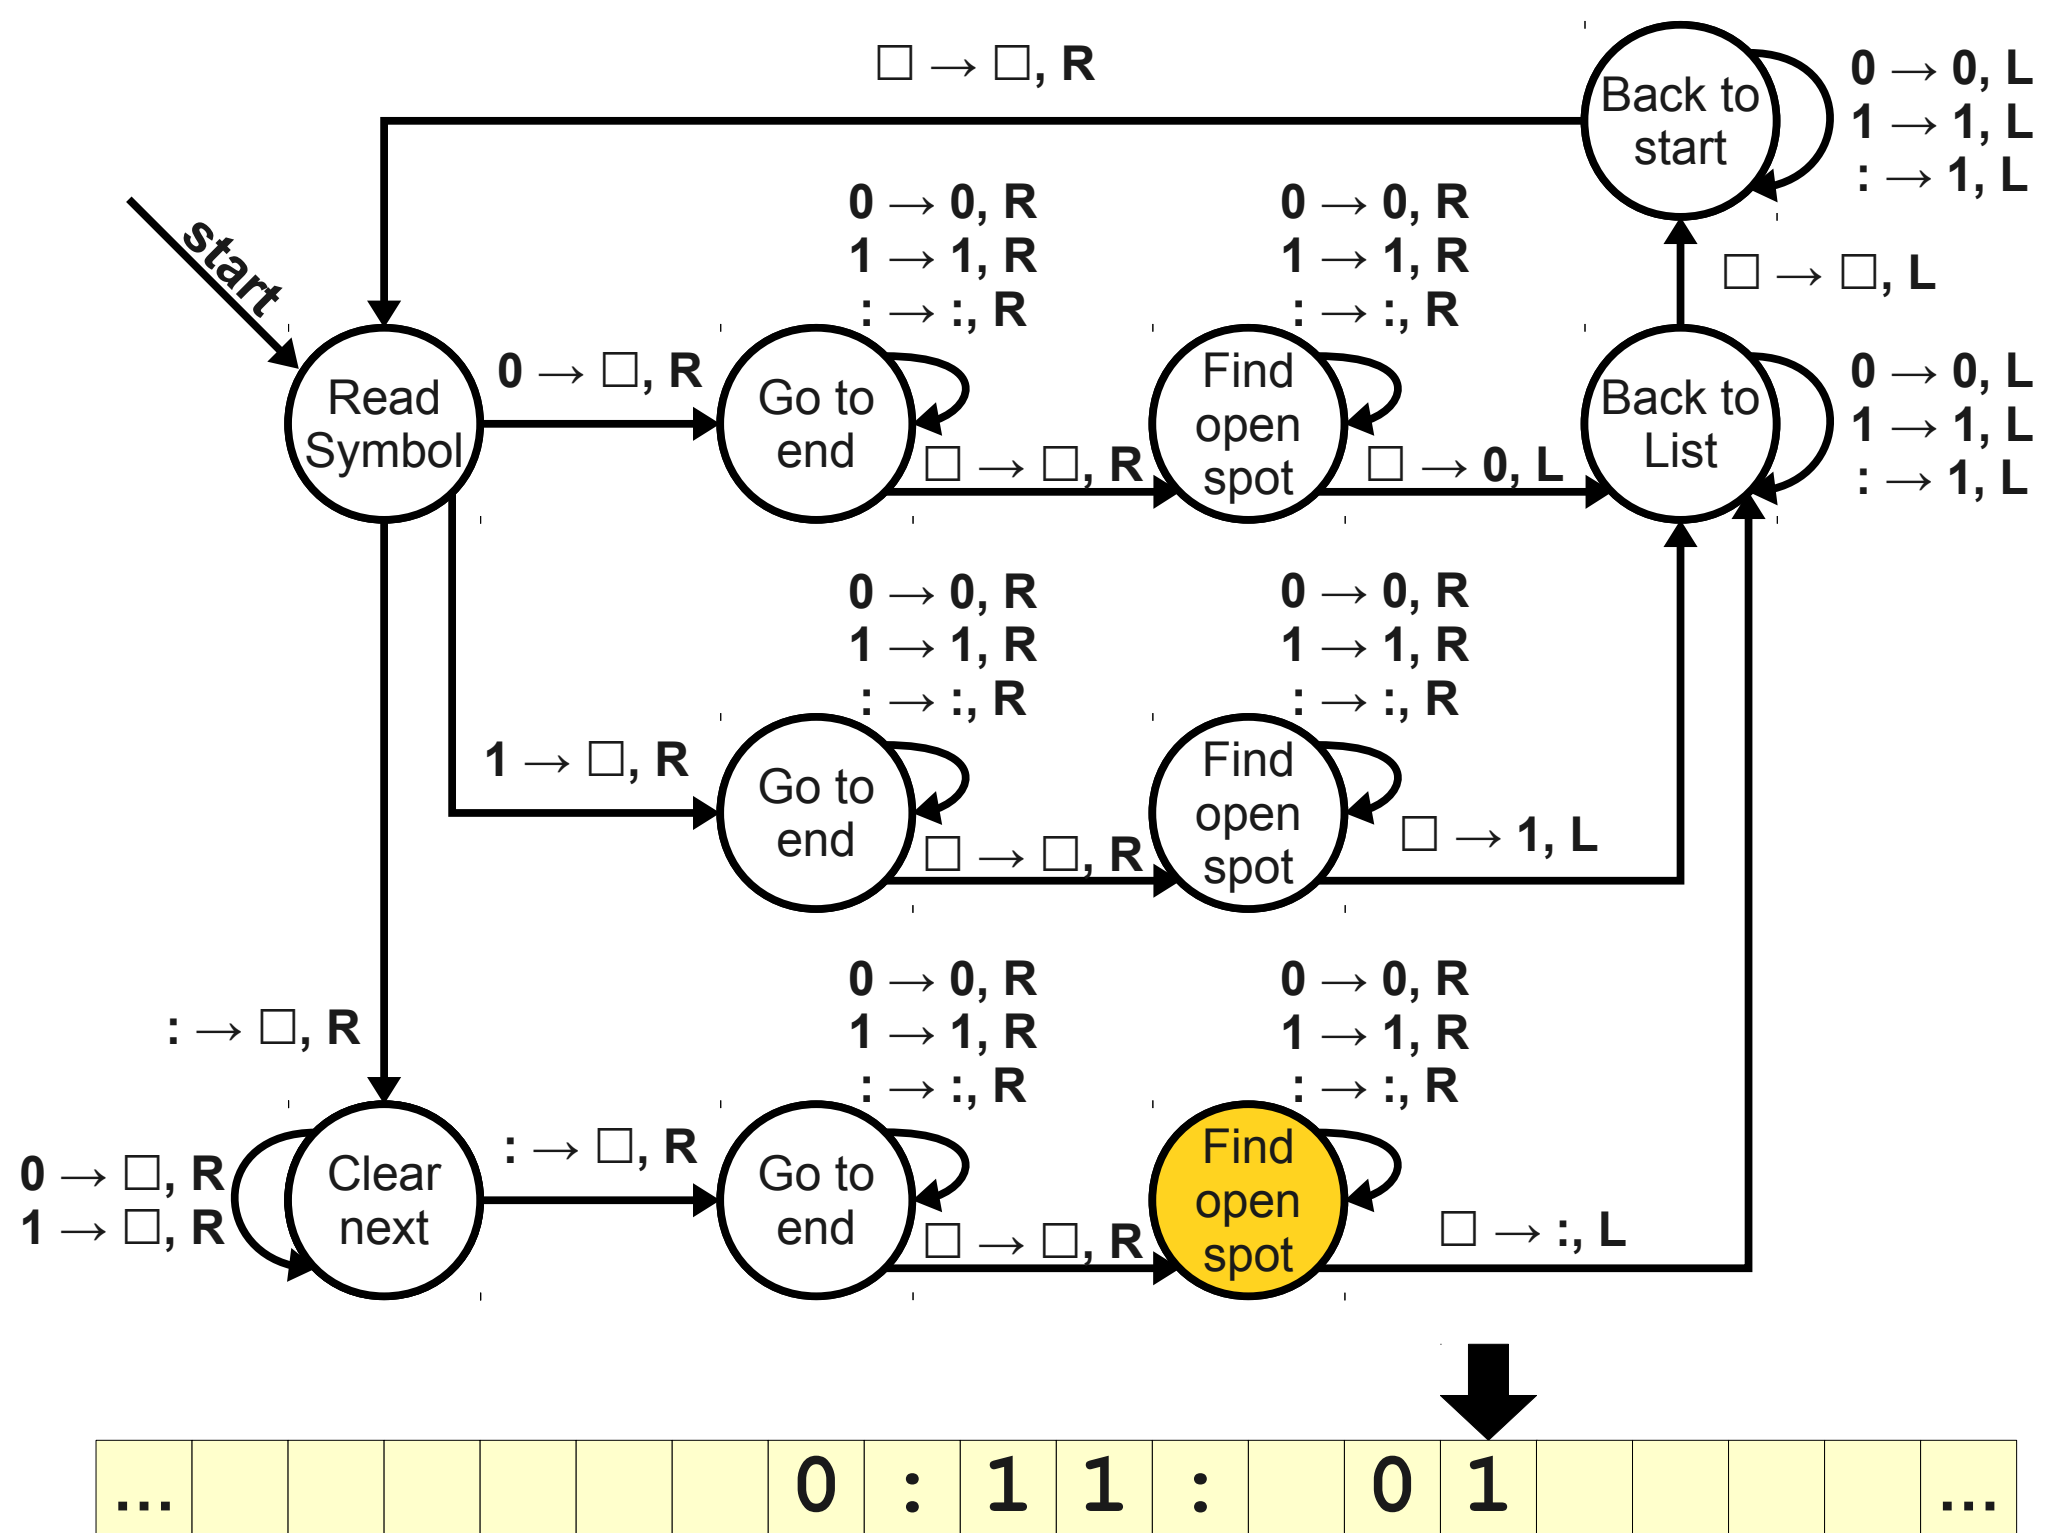 □ → □, R
Back to
start
0 → 0, L
1 → 1, L
: → 1, L
start
0 → 0, R
1 → 1, R
: → :, R
0 → 0, R
1 → 1, R
: → :, R
□ → □, L
Read
Symbol
0 → □, R
Go to
end
□ → □, R
Find
open
spot
□ → 0, L
Back to
List
0 → 0, L
1 → 1, L
: → 1, L
0 → 0, R
1 → 1, R
: → :, R
0 → 0, R
1 → 1, R
: → :, R
1 → □, R
Go to
end
□ → □, R
Find
open
spot
□ → 1, L
0 → 0, R
1 → 1, R
: → :, R
0 → 0, R
1 → 1, R
: → :, R
: → □, R
0 → □, R
1 → □, R
Clear
next
: → □, R
Go to
end
□ → □, R
Find
open
spot
□ → :, L
... 0 : 1 1 : 0 1 ...